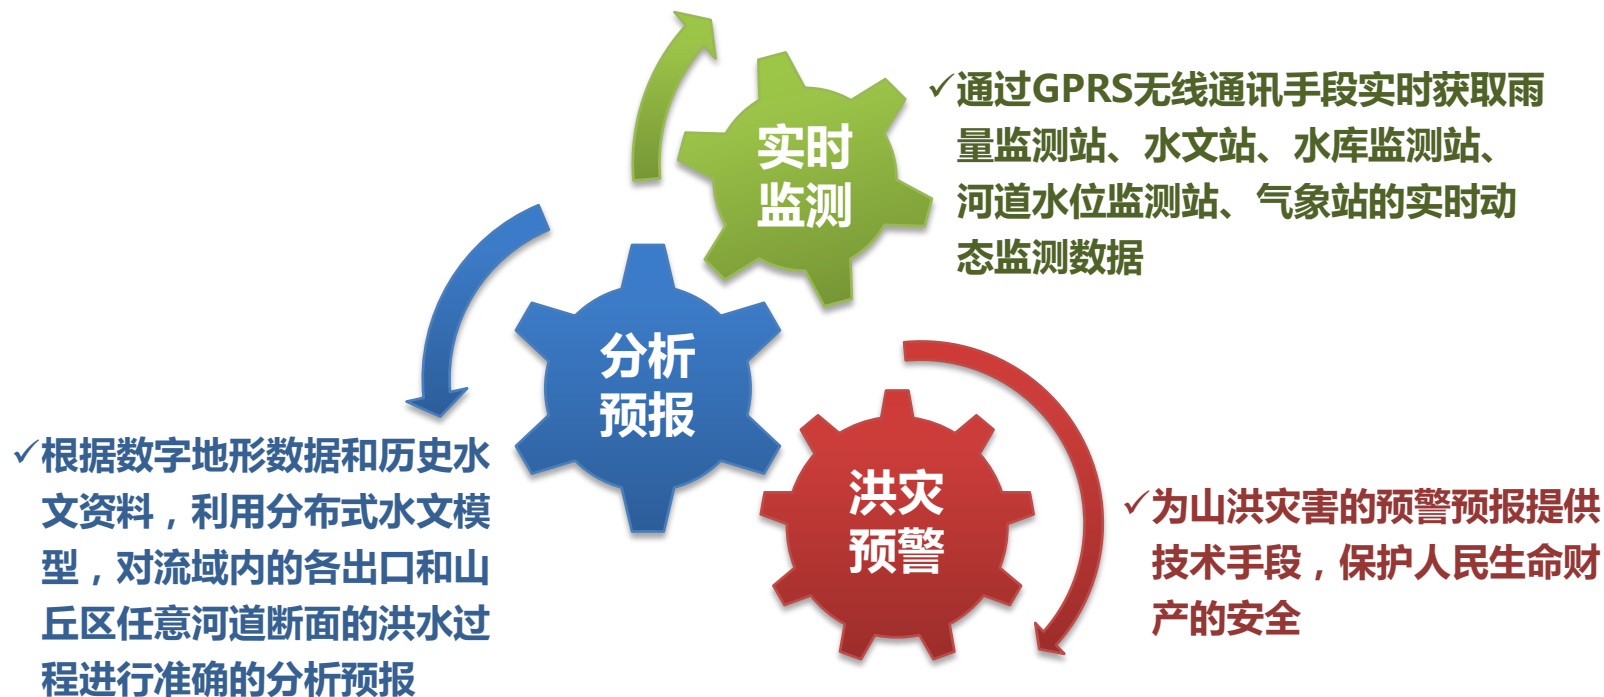 实时
监测
✓通过GPRS无线通讯手段实时获取雨
量监测站、水文站、水库监测站、
河道水位监测站、气象站的实时动
态监测数据
分析
预报
✓根据数字地形数据和历史水
文资料，利用分布式水文模
型，对流域内的各出口和山
丘区任意河道断面的洪水过
程进行准确的分析预报
洪灾
预警
✓为山洪灾害的预警预报提供
技术手段，保护人民生命财
产的安全